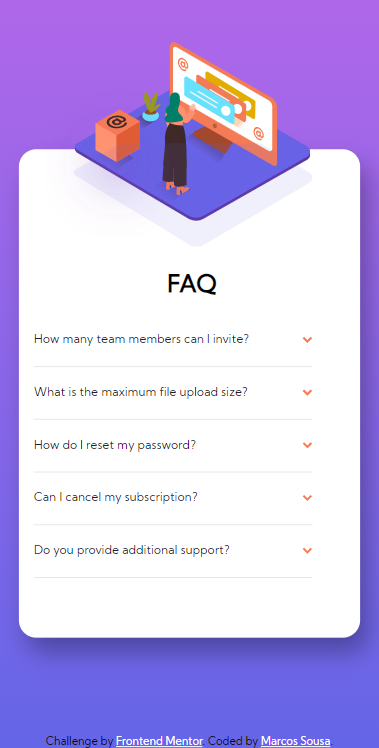 FAQ
How many team members can I invite?
What is the maximum file upload size?
How do I reset my password?
Can I cancel my subscription?
Do you provide additional support?
Challenge by Frontend Mentor. Coded by Marcos Sousa